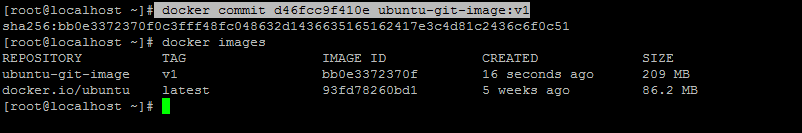 [root@localhost ~]# docker commit d46fcc9f410e ubuntu-git-image:v1
sha256:bb0e3372370f0c3fff48fc048632d1436635165162417e3c4d81c2436c6f0c51
[root@localhost ~]# docker images
REPOSITORY TAG IMAGE ID CREATED SIZE
ubuntu-git-image v1 bb0e3372370f 16 seconds ago 209 MB
docker.io/ubuntu latest 93fd78260bd1 5 weeks ago 86.2 MB
[root@localhost ~]#